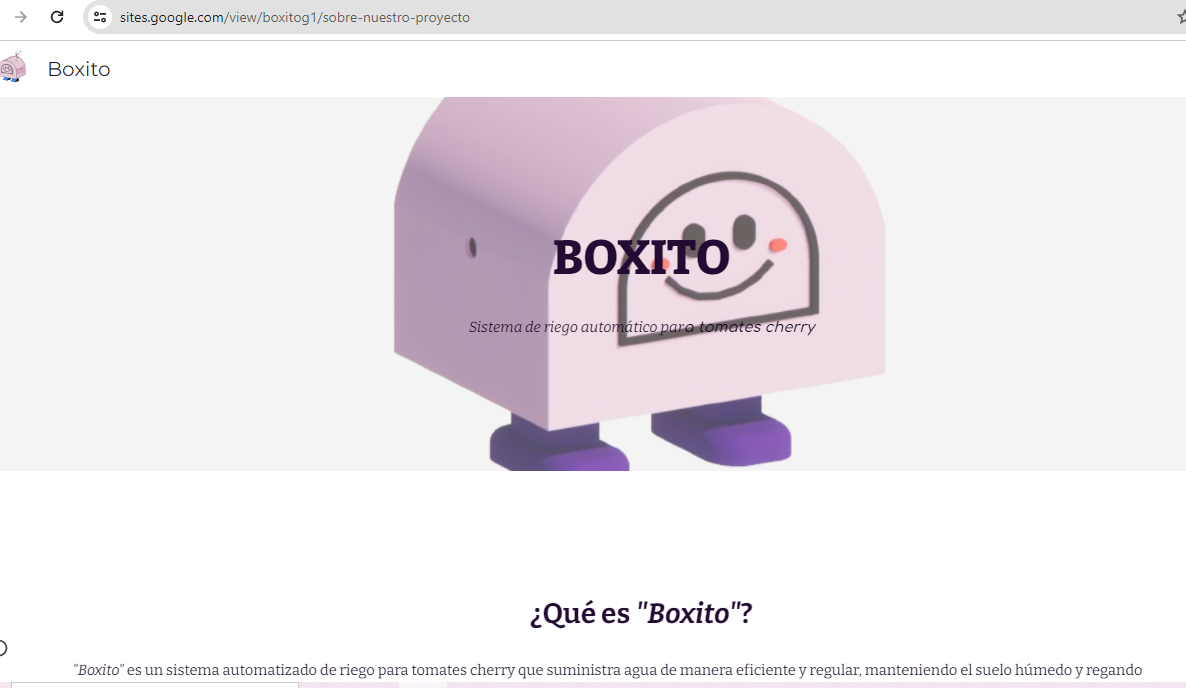 sites.google.com/view/boxitog1/sobre-nuestro-proyecto
Boxito
BOXITO
Sistema de riego automático para tomates cherry
¿Qué es "Boxito"?
"Boxito" es un sistema automatizado de riego para tomates cherry que suministra agua de manera eficiente y regular, manteniendo el suelo húmedo y regando